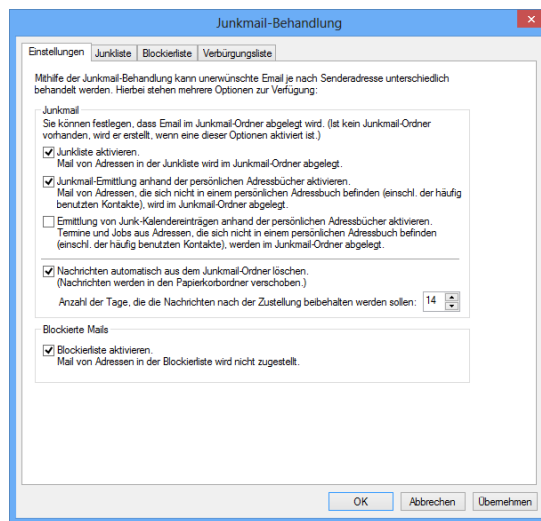 Junkmail-Behandlung
Einstellungen Junkliste Blockierliste Verbürgungsliste
Mithilfe der Junkmail-Behandlung kann unerwünschte Email je nach Senderadresse unterschiedlich
behandelt werden. Hierbei stehen mehrere Optionen zur Verfügung:
Junkmail
Sie können festlegen, dass Email im Junkmail-Ordner abgelegt wird. (Ist kein Junkmail-Ordner
vorhanden, wird er erstellt, wenn eine dieser Optionen aktiviert ist.)
Junkliste aktivieren.
Mail von Adressen in der Junkliste wird im Junkmail-Ordner abgelegt.
Junkmail-Ermittlung anhand der persönlichen Adressbücher aktivieren.
Mail von Adressen, die sich nicht in einem persönlichen Adressbuch befinden (einschl. der häufig
benutzten Kontakte), wird im Junkmail-Ordner abgelegt.
Ermittlung von Junk-Kalendereinträgen anhand der persönlichen Adressbücher aktivieren.
Termine und Jobs aus Adressen, die sich nicht in einem persönlichen Adressbuch befinden
(einschl. der häufig benutzten Kontakte), werden im Junkmail-Ordner abgelegt.
Nachrichten automatisch aus dem Junkmail-Ordner löschen.
(Nachrichten werden in den Papierkorbordner verschoben.)
Anzahl der Tage, die die Nachrichten nach der Zustellung beibehalten werden sollen: 14
Blockierte Mails
Blockierliste aktivieren.
Mail von Adressen in der Blockierliste wird nicht zugestellt.
OK Abbrechen Übernehmen